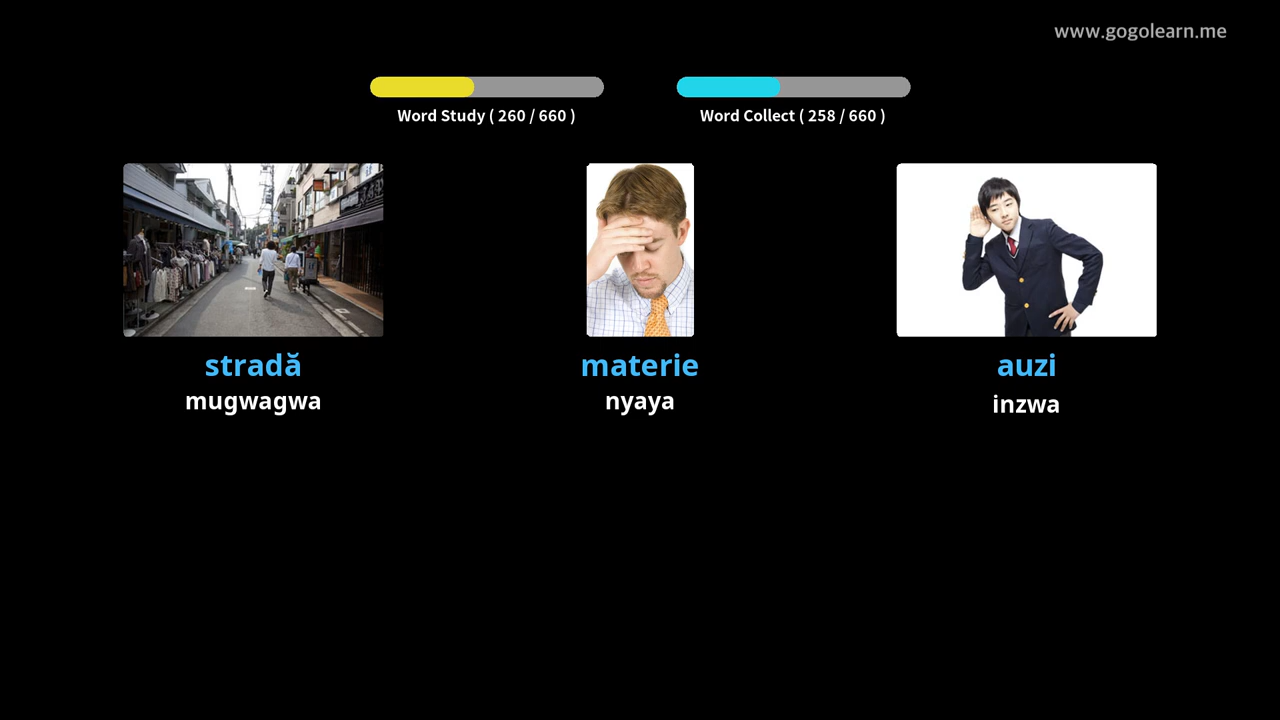 www.gogolearn.me
Word Study ( 260 / 660 )
Word Collect ( 258 / 660 )
stradă
materie
auzi
mugwagwa
nyaya
inzwa